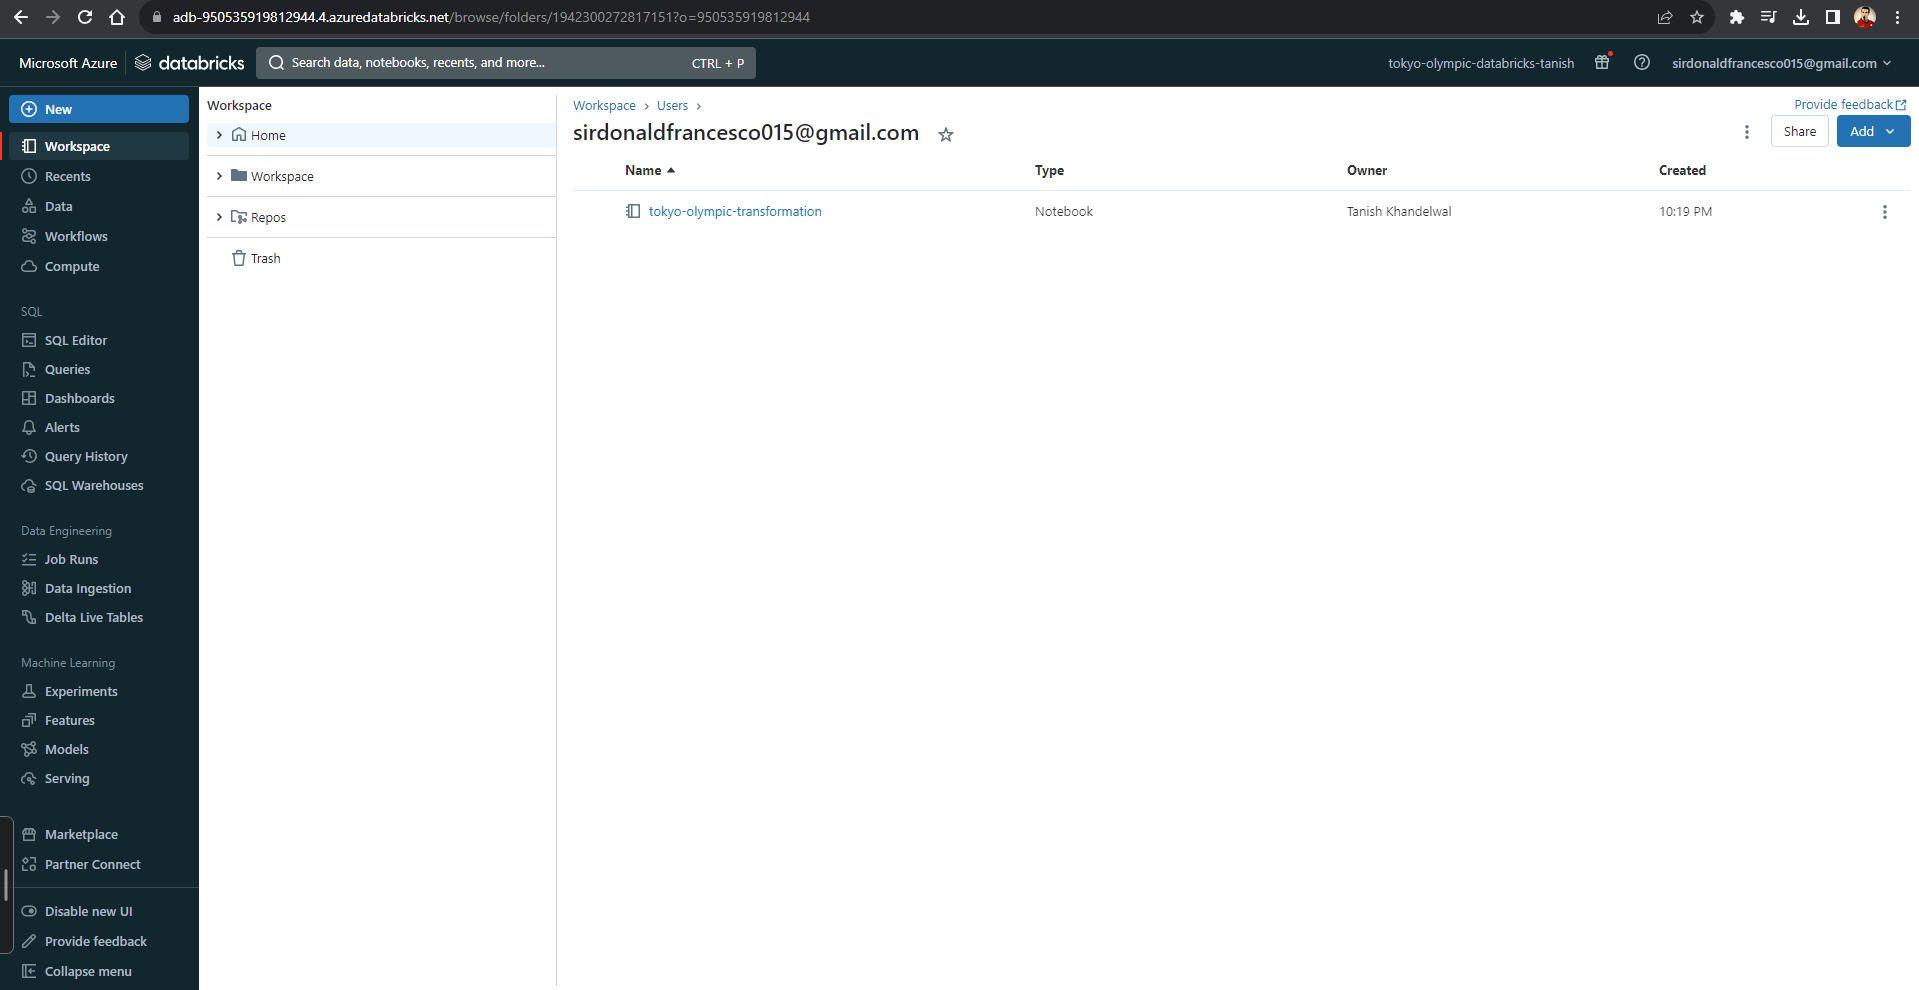 adb-950535919812944.4.azuredatabricks.net/browse/folders/1942300272817151?o=950535919812944
Microsoft Azure databricks Search data, notebooks, recents, and more... CTRL + P tokyo-olympic-databricks-tanish sirdonaldfrancesco015@gmail.com
New
Workspace
Recents
Data
Workflows
Compute
SQL
SQL Editor
Queries
Dashboards
Alerts
Query History
SQL Warehouses
Data Engineering
Job Runs
Data Ingestion
Delta Live Tables
Machine Learning
Experiments
Features
Models
Serving
Marketplace
Partner Connect
Disable new UI
Provide feedback
Collapse menu
Workspace
Home
Workspace
Repos
Trash
Workspace > Users >
Provide feedback
sirdonaldfrancesco015@gmail.com
Share Add
Name Type Owner Created
tokyo-olympic-transformation Notebook Tanish Khandelwal 10:19 PM